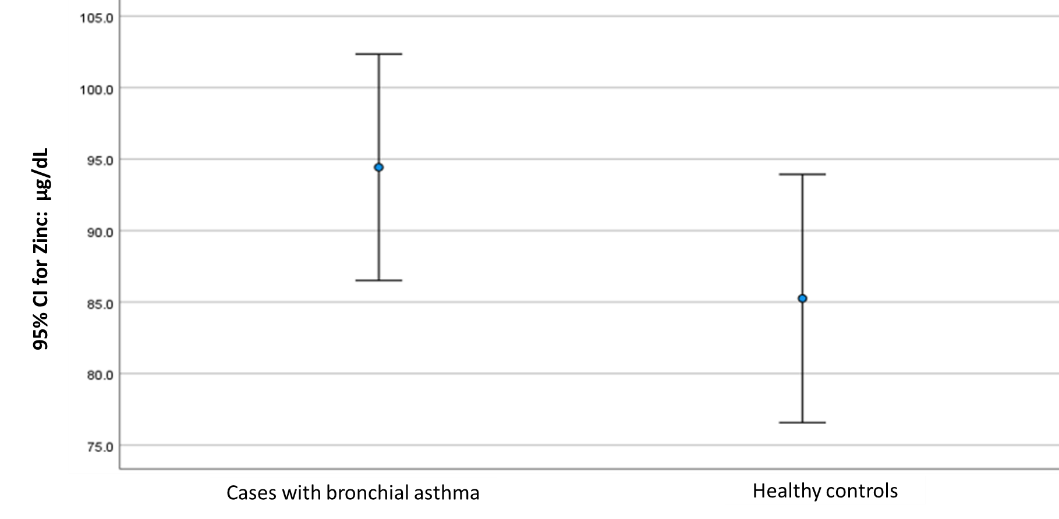 105.0
100.0
95.0
90.0
85.0
80.0
75.0
95% CI for Zinc: µg/dL
Cases with bronchial asthma
Healthy controls